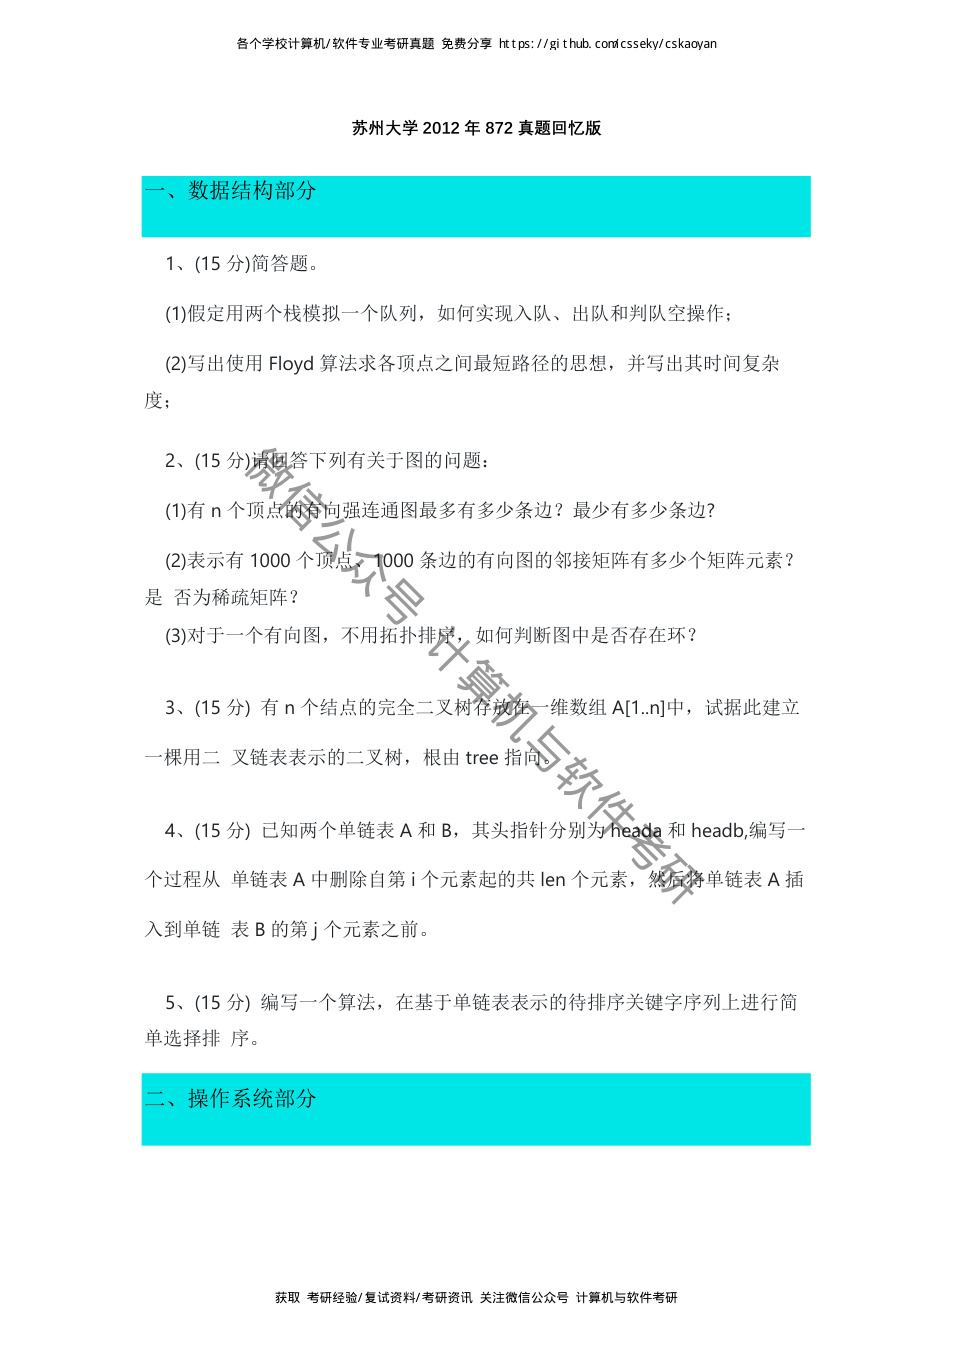 各个学校计算机/软件专业考研真题 免费分享 https://github.com/csseky/cskaoyan
苏州大学 2012 年 872 真题回忆版
一、数据结构部分
1、(15 分)简答题。
(1)假定用两个栈模拟一个队列，如何实现入队、出队和判队空操作；
(2)写出使用 Floyd 算法求各顶点之间最短路径的思想，并写出其时间复杂
度；
2、(15 分)请回答下列有关于图的问题：
(1)有 n 个顶点的有向强连通图最多有多少条边？最少有多少条边?
(2)表示有 1000 个顶点、1000 条边的有向图的邻接矩阵有多少个矩阵元素？
是 否为稀疏矩阵？
(3)对于一个有向图，不用拓扑排序，如何判断图中是否存在环？
3、(15 分) 有 n 个结点的完全二叉树存放在一维数组 A[1..n]中，试据此建立
一棵用二 叉链表表示的二叉树，根由 tree 指向。
4、(15 分) 已知两个单链表 A 和 B，其头指针分别为 heada 和 headb,编写一
个过程从 单链表 A 中删除自第 i 个元素起的共 len 个元素，然后将单链表 A 插
入到单链 表 B 的第 j 个元素之前。
5、(15 分) 编写一个算法，在基于单链表表示的待排序关键字序列上进行简
单选择排 序。
二、操作系统部分
微信公众号 计算机与软件考研
获取 考研经验/复试资料/考研资讯 关注微信公众号 计算机与软件考研